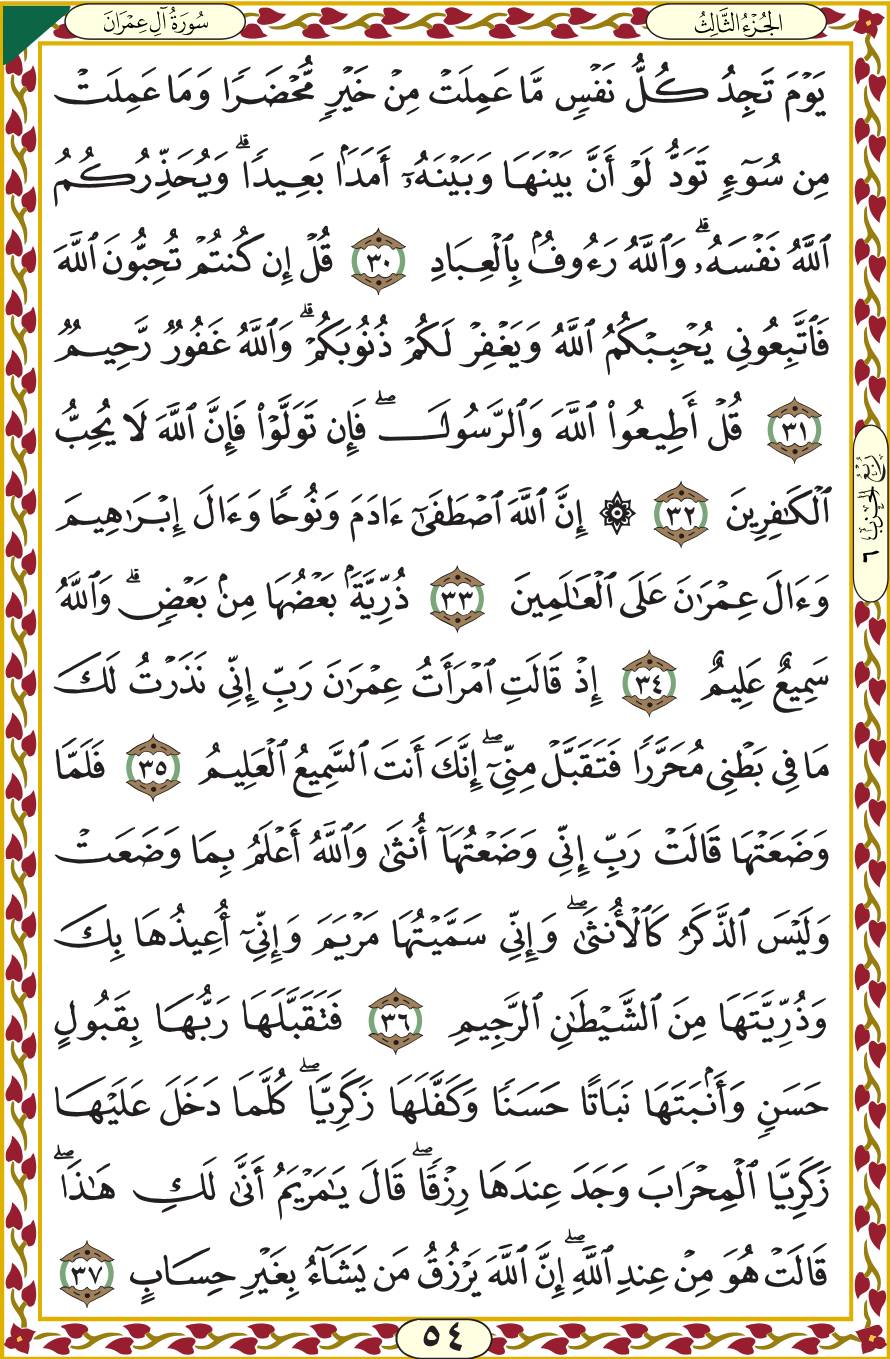 الجُزْءُ الثَّالِثُ
سُورَةُ آلِ عِمْرَانَ
يَوْمَ تَجِدُ كُلُّ نَفْسٍ مَّا عَمِلَتْ مِنْ خَيْرٍ مُّحْضَرًا وَمَا عَمِلَتْ
مِن سُوٓءٍ تَوَدُّ لَوْ أَنَّ بَيْنَهَا وَبَيْنَهُۥٓ أَمَدَۢا بَعِيدًا ۗ وَيُحَذِّرُكُمُ
ٱللَّهُ نَفْسَهُۥ ۗ وَٱللَّهُ رَءُوفُۢ بِٱلْعِبَادِ ٣٠ قُلْ إِن كُنتُمْ تُحِبُّونَ ٱللَّهَ
فَٱتَّبِعُونِى يُحْبِبْكُمُ ٱللَّهُ وَيَغْفِرْ لَكُمْ ذُنُوبَكُمْ ۗ وَٱللَّهُ غَفُورٌ رَّحِيمٌ
٣١ قُلْ أَطِيعُوا۟ ٱللَّهَ وَٱلرَّسُولَ ۖ فَإِن تَوَلَّوْا۟ فَإِنَّ ٱللَّهَ لَا يُحِبُّ
ٱلْكَٰفِرِينَ ٣٢ ۞ إِنَّ ٱللَّهَ ٱصْطَفَىٰٓ ءَادَمَ وَنُوحًا وَءَالَ إِبْرَٰهِيمَ
وَءَالَ عِمْرَٰنَ عَلَى ٱلْعَٰلَمِينَ ٣٣ ذُرِّيَّةَۢ بَعْضُهَا مِنۢ بَعْضٍ ۗ وَٱللَّهُ
سَمِيعٌ عَلِيمٌ ٣٤ إِذْ قَالَتِ ٱمْرَأَتُ عِمْرَٰنَ رَبِّ إِنِّى نَذَرْتُ لَكَ
مَا فِى بَطْنِى مُحَرَّرًا فَتَقَبَّلْ مِنِّىٓ ۖ إِنَّكَ أَنتَ ٱلسَّمِيعُ ٱلْعَلِيمُ ٣٥ فَلَمَّا
وَضَعَتْهَا قَالَتْ رَبِّ إِنِّى وَضَعْتُهَآ أُنثَىٰ وَٱللَّهُ أَعْلَمُ بِمَا وَضَعَتْ
وَلَيْسَ ٱلذَّكَرُ كَٱلْأُنثَىٰ ۖ وَإِنِّى سَمَّيْتُهَا مَرْيَمَ وَإِنِّىٓ أُعِيذُهَا بِكَ
وَذُرِّيَّتَهَا مِنَ ٱلشَّيْطَٰنِ ٱلرَّجِيمِ ٣٦ فَتَقَبَّلَهَا رَبُّهَا بِقَبُولٍ
حَسَنٍ وَأَنۢبَتَهَا نَبَاتًا حَسَنًا وَكَفَّلَهَا زَكَرِيَّا ۖ كُلَّمَا دَخَلَ عَلَيْهَا
زَكَرِيَّا ٱلْمِحْرَابَ وَجَدَ عِندَهَا رِزْقًا ۖ قَالَ يَٰمَرْيَمُ أَنَّىٰ لَكِ هَٰذَا ۖ
قَالَتْ هُوَ مِنْ عِندِ ٱللَّهِ ۖ إِنَّ ٱللَّهَ يَرْزُقُ مَن يَشَآءُ بِغَيْرِ حِسَابٍ ٣٧
رُبْعُ الحِزْبِ ٦
٥٤